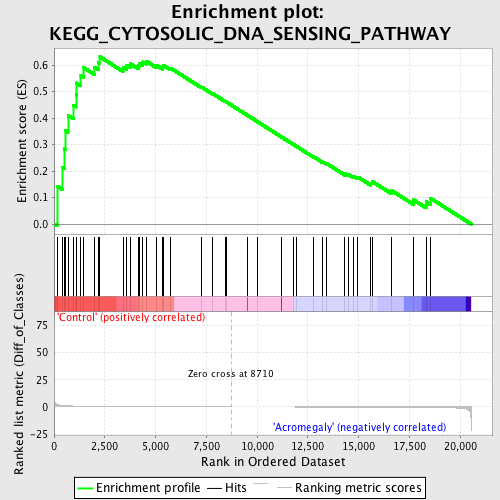 Enrichment plot:
KEGG_CYTOSOLIC_DNA_SENSING_PATHWAY
Enrichment score (ES)
0.6
0.5
0.4
0.3
0.2
0.1
0.0
'Control' (positively correlated)
Ranked list metric (Diff_of_Classes)
75
50
25
0
-25
Zero cross at 8710
'Acromegaly' (negatively correlated)
0 2,500 5,000 7,500 10,000 12,500 15,000 17,500 20,000
Rank in Ordered Dataset
Enrichment profile Hits Ranking metric scores